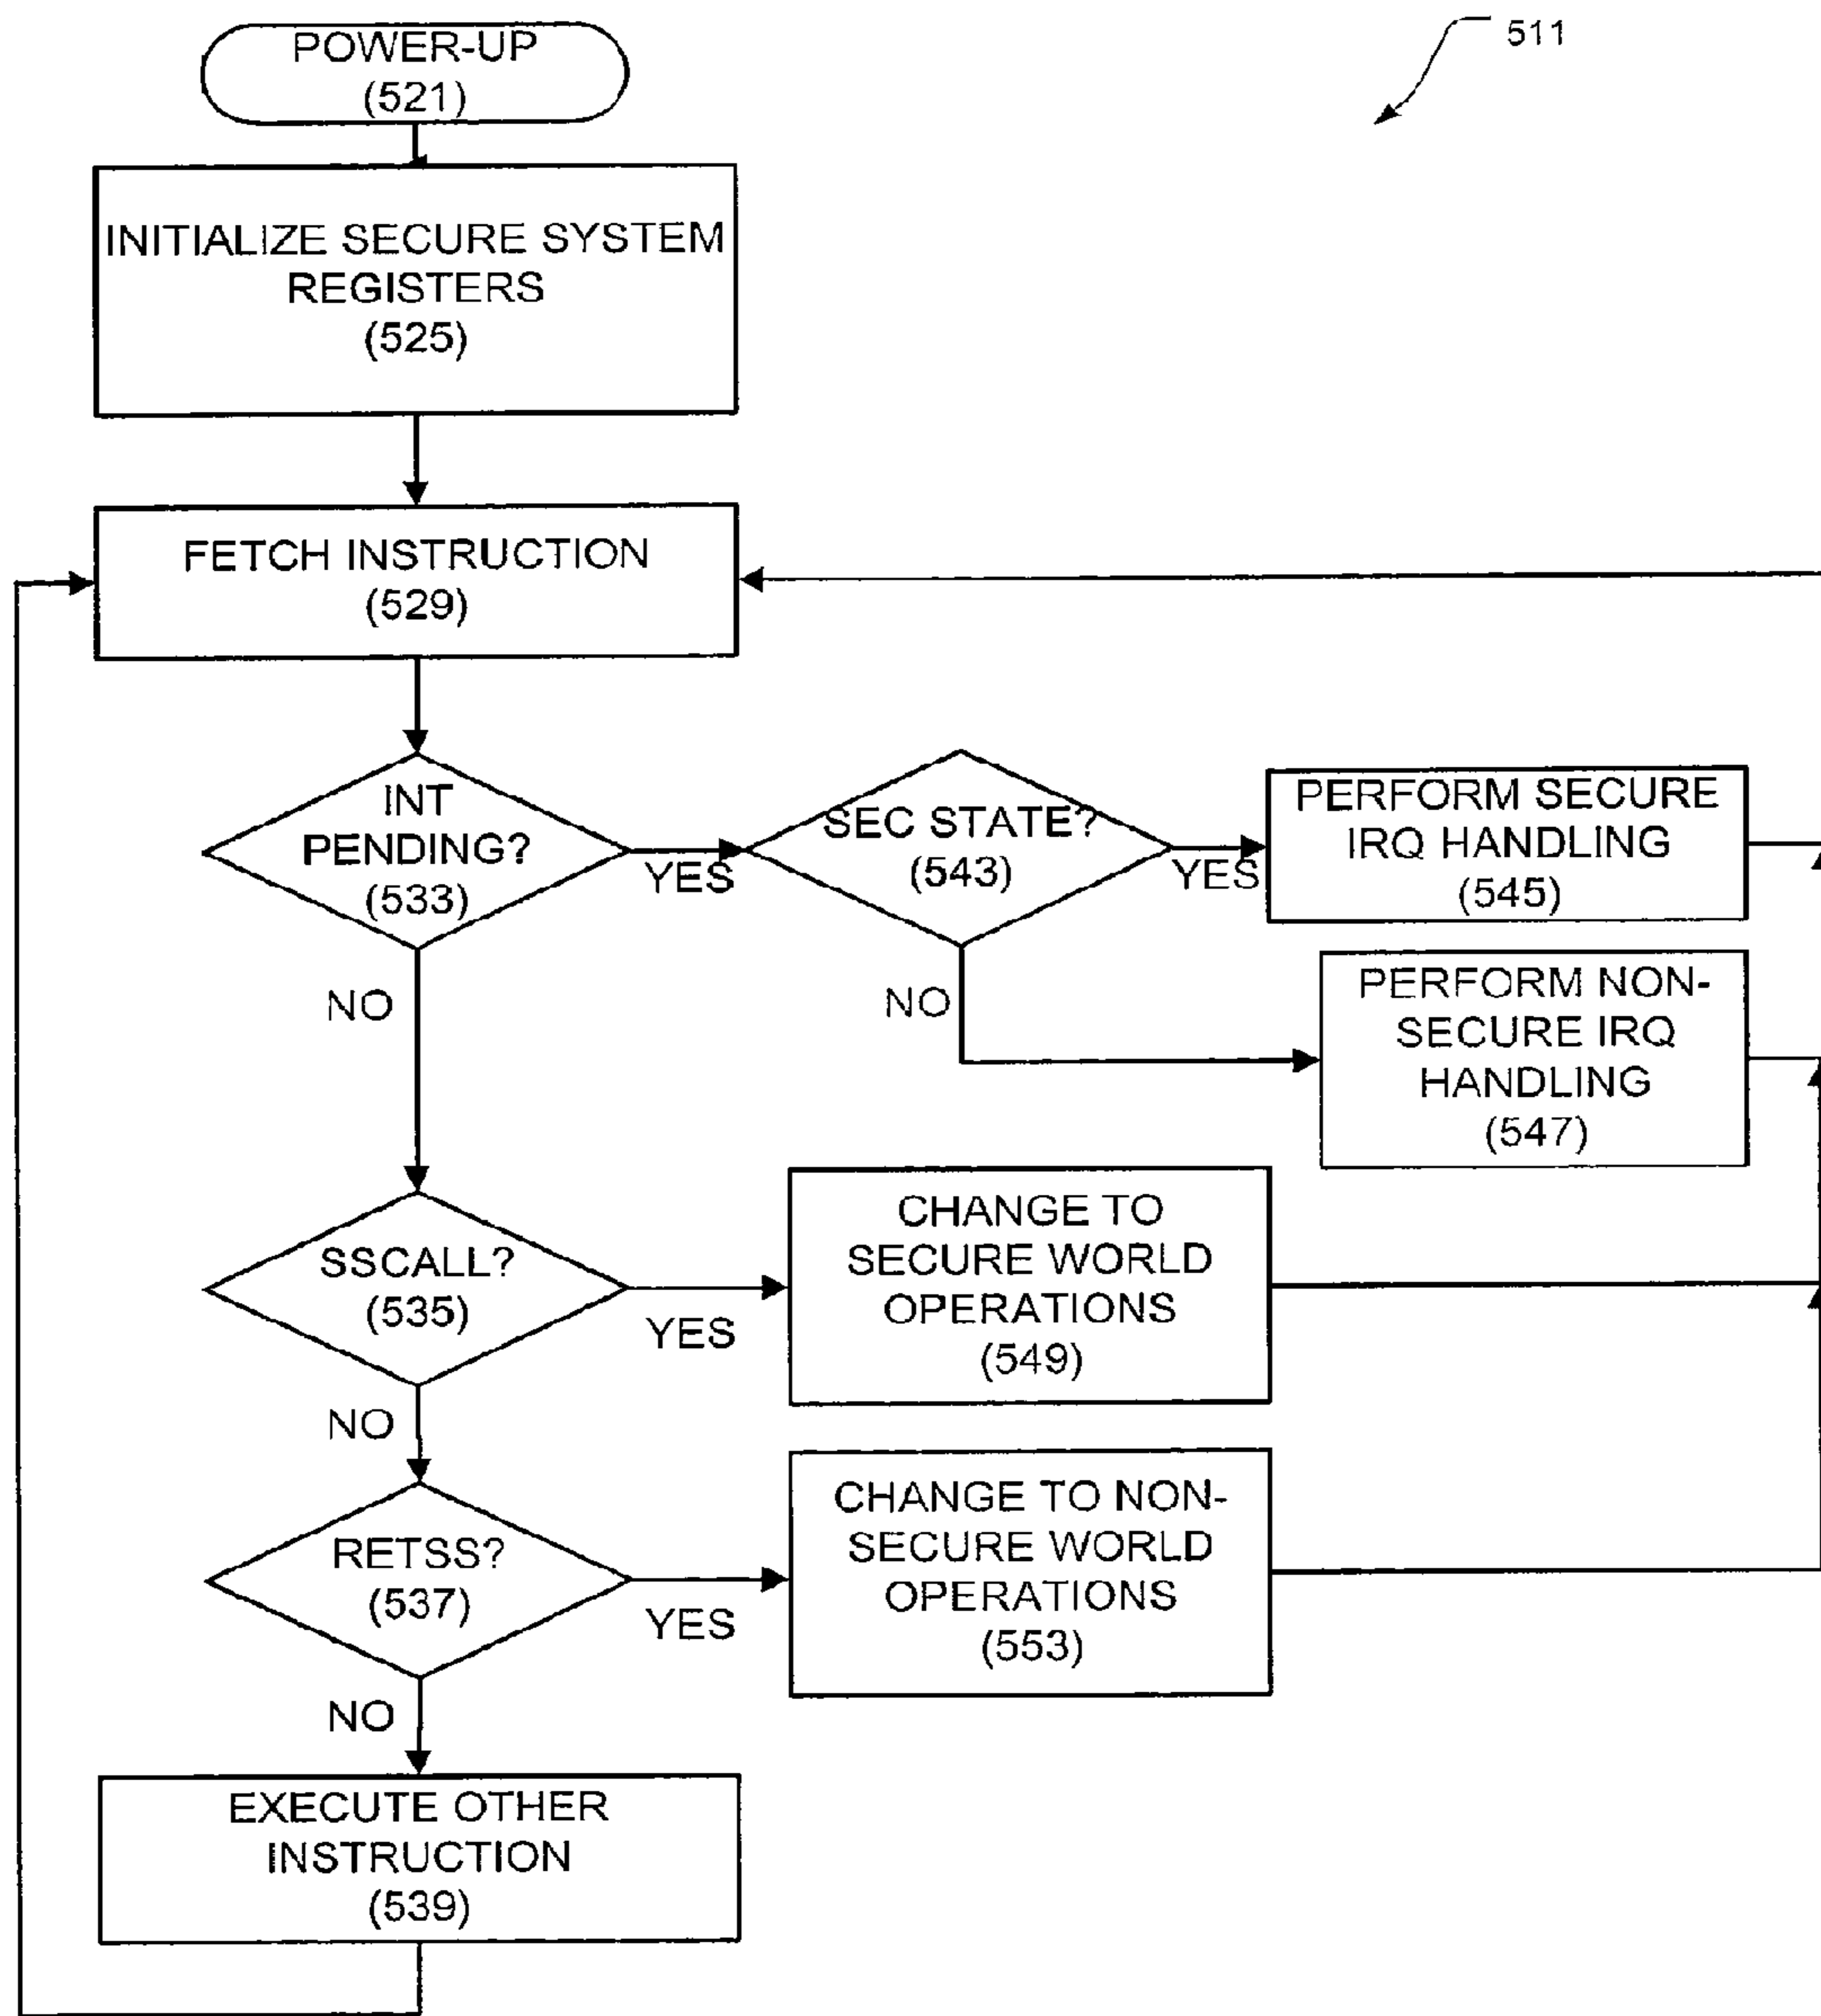 POWER-UP
(521)
511
INITIALIZE SECURE SYSTEM
REGISTERS
(525)
FETCH INSTRUCTION
(529)
INT
PENDING?
(533)
YES
SEC STATE?
(543)
YES
PERFORM SECURE
IRQ HANDLING
(545)
NO
NO
PERFORM NON-
SECURE IRQ
HANDLING
(547)
SSCALL?
(535)
YES
CHANGE TO
SECURE WORLD
OPERATIONS
(549)
NO
RETSS?
(537)
YES
CHANGE TO NON-
SECURE WORLD
OPERATIONS
(553)
NO
EXECUTE OTHER
INSTRUCTION
(539)